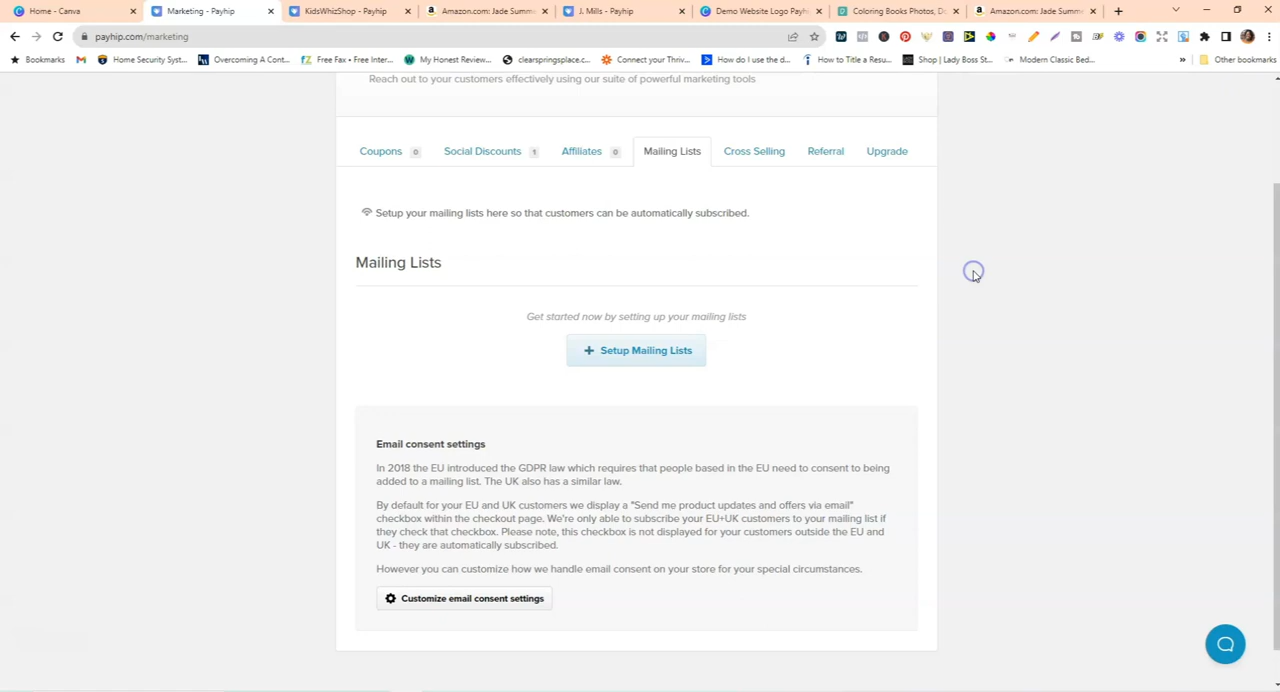 Home - Canva
Marketing - Payhip
KidsWhizShop - Payhip
Amazon.com: Jade Summe
J. Mills - Payhip
Demo Website Logo Payhi
Coloring Books Photos, Do
Amazon.com: Jade Summe
payhip.com/marketing
Bookmarks
Home Security Syst...
Overcoming A Cont...
Free Fax • Free Inter...
My Honest Review...
clearspringsplace.c...
Connect your Thriv...
How do I use the d...
How to Title a Resu...
Shop | Lady Boss St...
Modern Classic Bed...
»
Other bookmarks
Reach out to your customers effectively using our suite of powerful marketing tools
Coupons 0 Social Discounts 1 Affiliates 0 Mailing Lists Cross Selling Referral Upgrade
Setup your mailing lists here so that customers can be automatically subscribed.
Mailing Lists
Get started now by setting up your mailing lists
+ Setup Mailing Lists
Email consent settings
In 2018 the EU introduced the GDPR law which requires that people based in the EU need to consent to being
added to a mailing list. The UK also has a similar law.
By default for your EU and UK customers we display a "Send me product updates and offers via email"
checkbox within the checkout page. We're only able to subscribe your EU+UK customers to your mailing list if
they check that checkbox. Please note, this checkbox is not displayed for your customers outside the EU and
UK - they are automatically subscribed.
However you can customize how we handle email consent on your store for your special circumstances.
Customize email consent settings